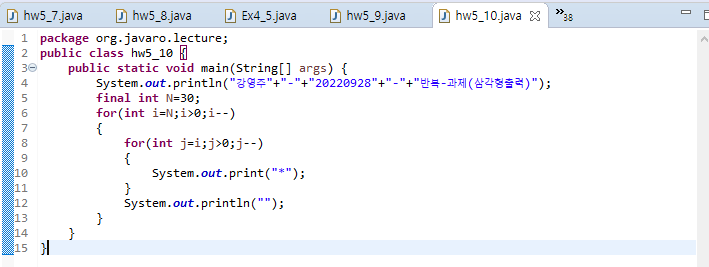 hw5_7.java hw5_8.java Ex4_5.java hw5_9.java hw5_10.java »38
1 package org.javaro.lecture;
2 public class hw5_10 {
3 public static void main(String[] args) {
4 System.out.println("강영주"+"-"+"20220928"+"-"+"반복-과제(삼각형출력)");
5 final int N=30;
6 for(int i=N;i>0;i--)
7 {
8 for(int j=i;j>0;j--)
9 {
10 System.out.print("*");
11 }
12 System.out.println("");
13 }
14 }
15 }